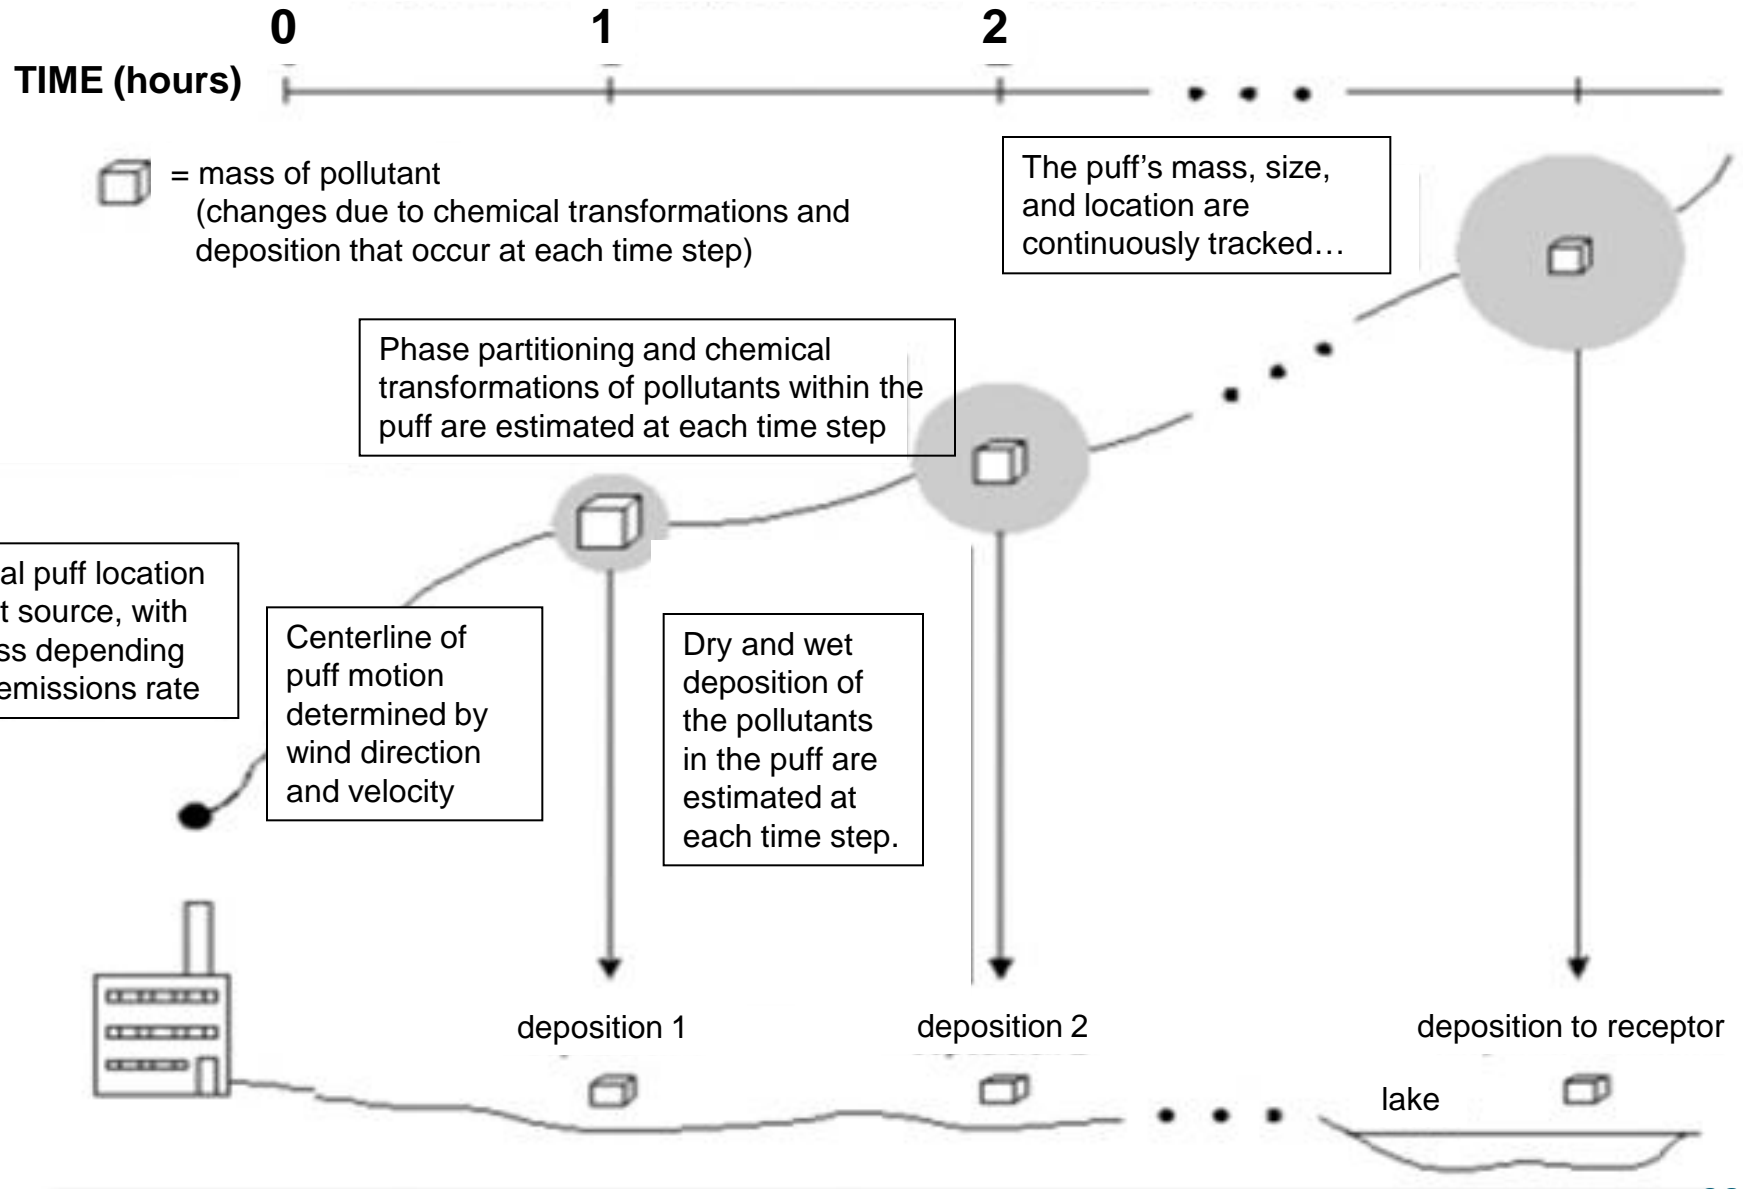 0 1 2
TIME (hours)
= mass of pollutant
(changes due to chemical transformations and
deposition that occur at each time step)
The puff’s mass, size,
and location are
continuously tracked…
Phase partitioning and chemical
transformations of pollutants within the
puff are estimated at each time step
puff location
source, with
depending
emissions rate
Centerline of
puff motion
determined by
wind direction
and velocity
Dry and wet
deposition of
the pollutants
in the puff are
estimated at
each time step.
deposition 1
deposition 2
deposition to receptor
lake